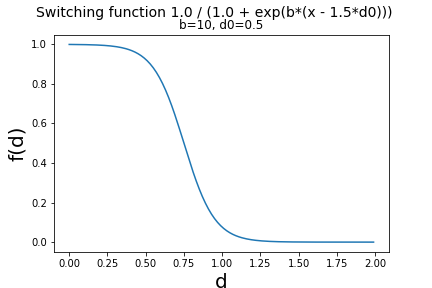 Switching function 1.0 / (1.0 + exp(b*(x - 1.5*d0)))
b=10, d0=0.5
1.0
0.8
0.6
0.4
0.2
0.0
f(d)
0.00 0.25 0.50 0.75 1.00 1.25 1.50 1.75 2.00
d